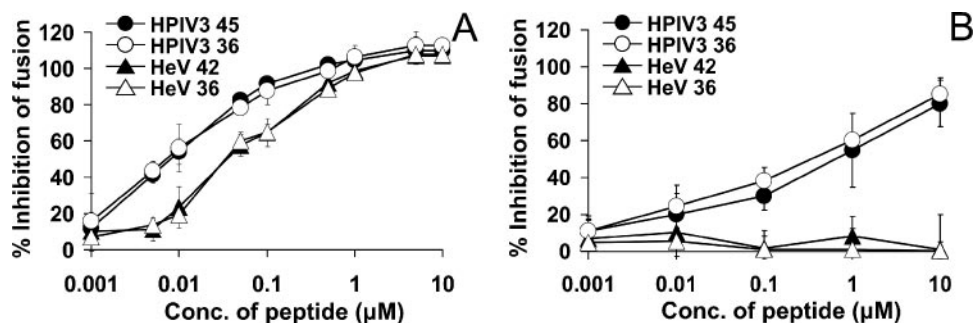 A
HPIV3 45
HPIV3 36
HeV 42
HeV 36
% Inhibition of fusion
120
100
80
60
40
20
0
0.001 0.01 0.1 1 10
Conc. of peptide (µM)
B
HPIV3 45
HPIV3 36
HeV 42
HeV 36
% Inhibition of fusion
120
100
80
60
40
20
0
0.001 0.01 0.1 1 10
Conc. of peptide (µM)